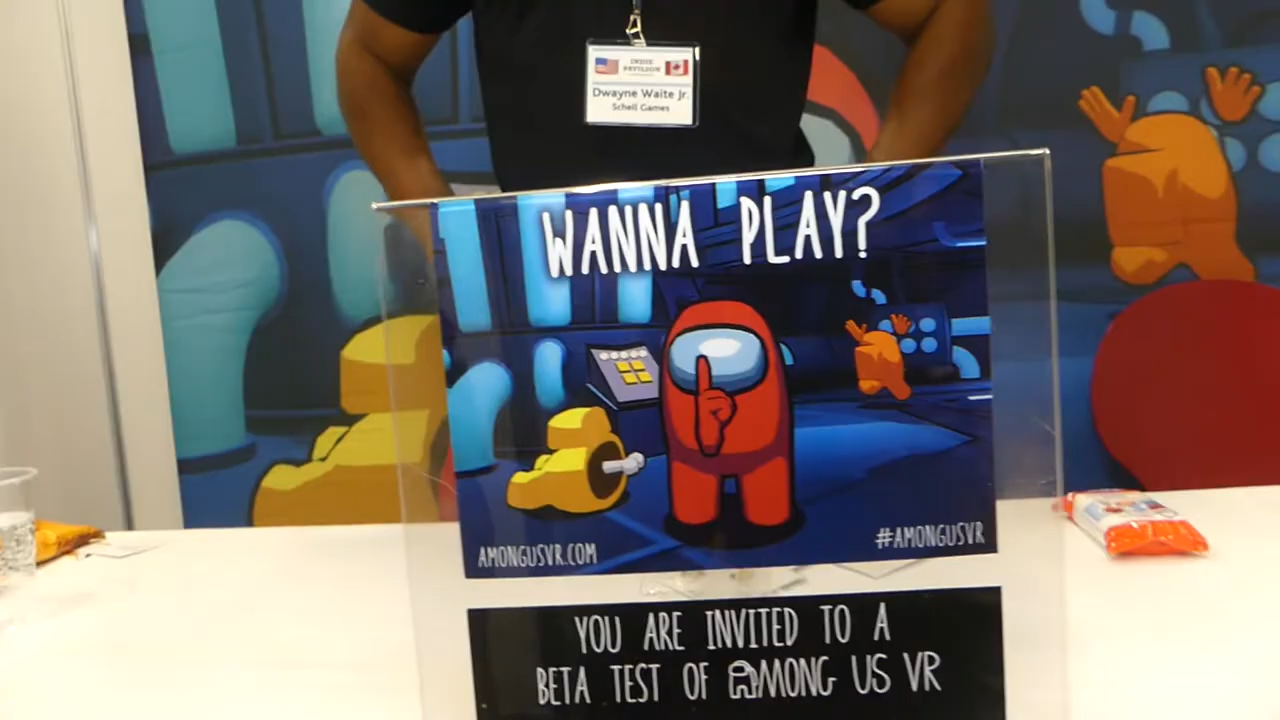 INDIE
PAVILION
Dwayne Waite Jr.
Schell Games
WANNA PLAY?
AMONGUSVR.COM
#AMONGUSVR
YOU ARE INVITED TO A
BETA TEST OF AMONG US VR